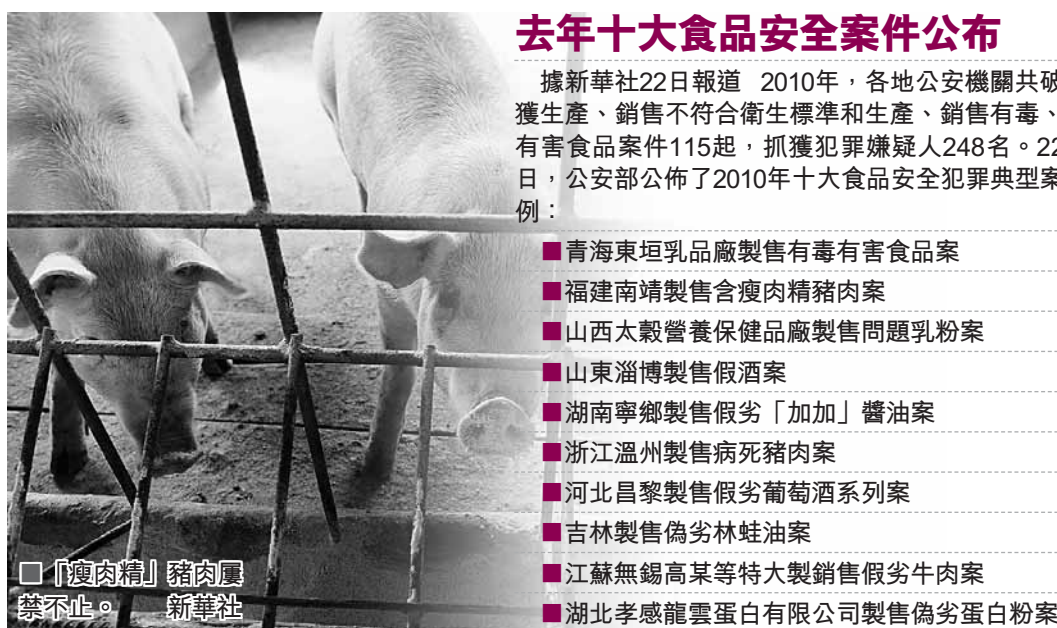 去年十大食品安全案件公布
據新華社22日報道 2010年，各地公安機關共破
獲生產、銷售不符合衛生標準和生產、銷售有毒、
有害食品案件115起，抓獲犯罪嫌疑人248名。22
日，公安部公佈了2010年十大食品安全犯罪典型案
例：
■青海東垣乳品廠製售有毒有害食品案
■福建南靖製售含瘦肉精豬肉案
■山西太穀營養保健品廠製售問題乳粉案
■山東淄博製售假酒案
■湖南寧鄉製售假劣「加加」醬油案
■浙江溫州製售病死豬肉案
■河北昌黎製售假劣葡萄酒系列案
■吉林製售偽劣林蛙油案
■江蘇無錫高某等特大製銷售假劣牛肉案
■湖北孝感龍雲蛋白有限公司製售偽劣蛋白粉案
■「瘦肉精」豬肉屢
禁不止。 新華社